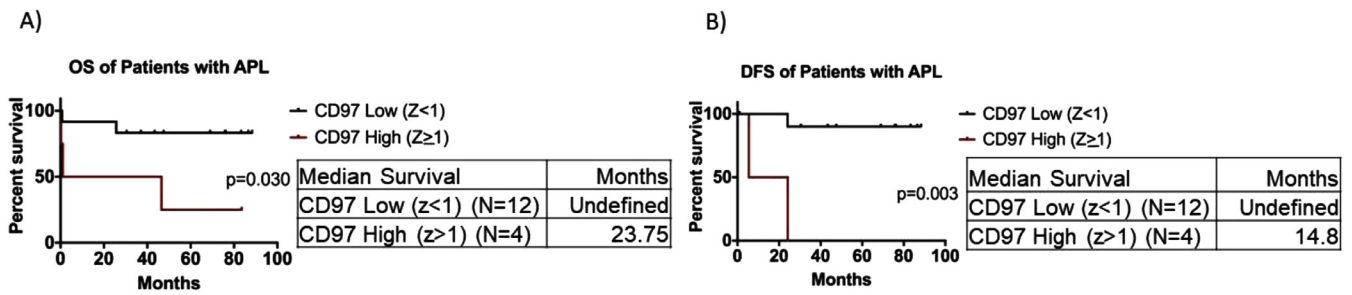 A)
OS of Patients with APL
100
50
0
Percent survival
0 20 40 60 80 100
Months
CD97 Low (Z<1)
CD97 High (Z≥1)
p=0.030
Median Survival Months
CD97 Low (z<1) (N=12) Undefined
CD97 High (z>1) (N=4) 23.75
B)
DFS of Patients with APL
100
50
0
Percent survival
0 20 40 60 80 100
Months
CD97 Low (Z<1)
CD97 High (Z≥1)
p=0.003
Median Survival Months
CD97 Low (z<1) (N=12) Undefined
CD97 High (z>1) (N=4) 14.8